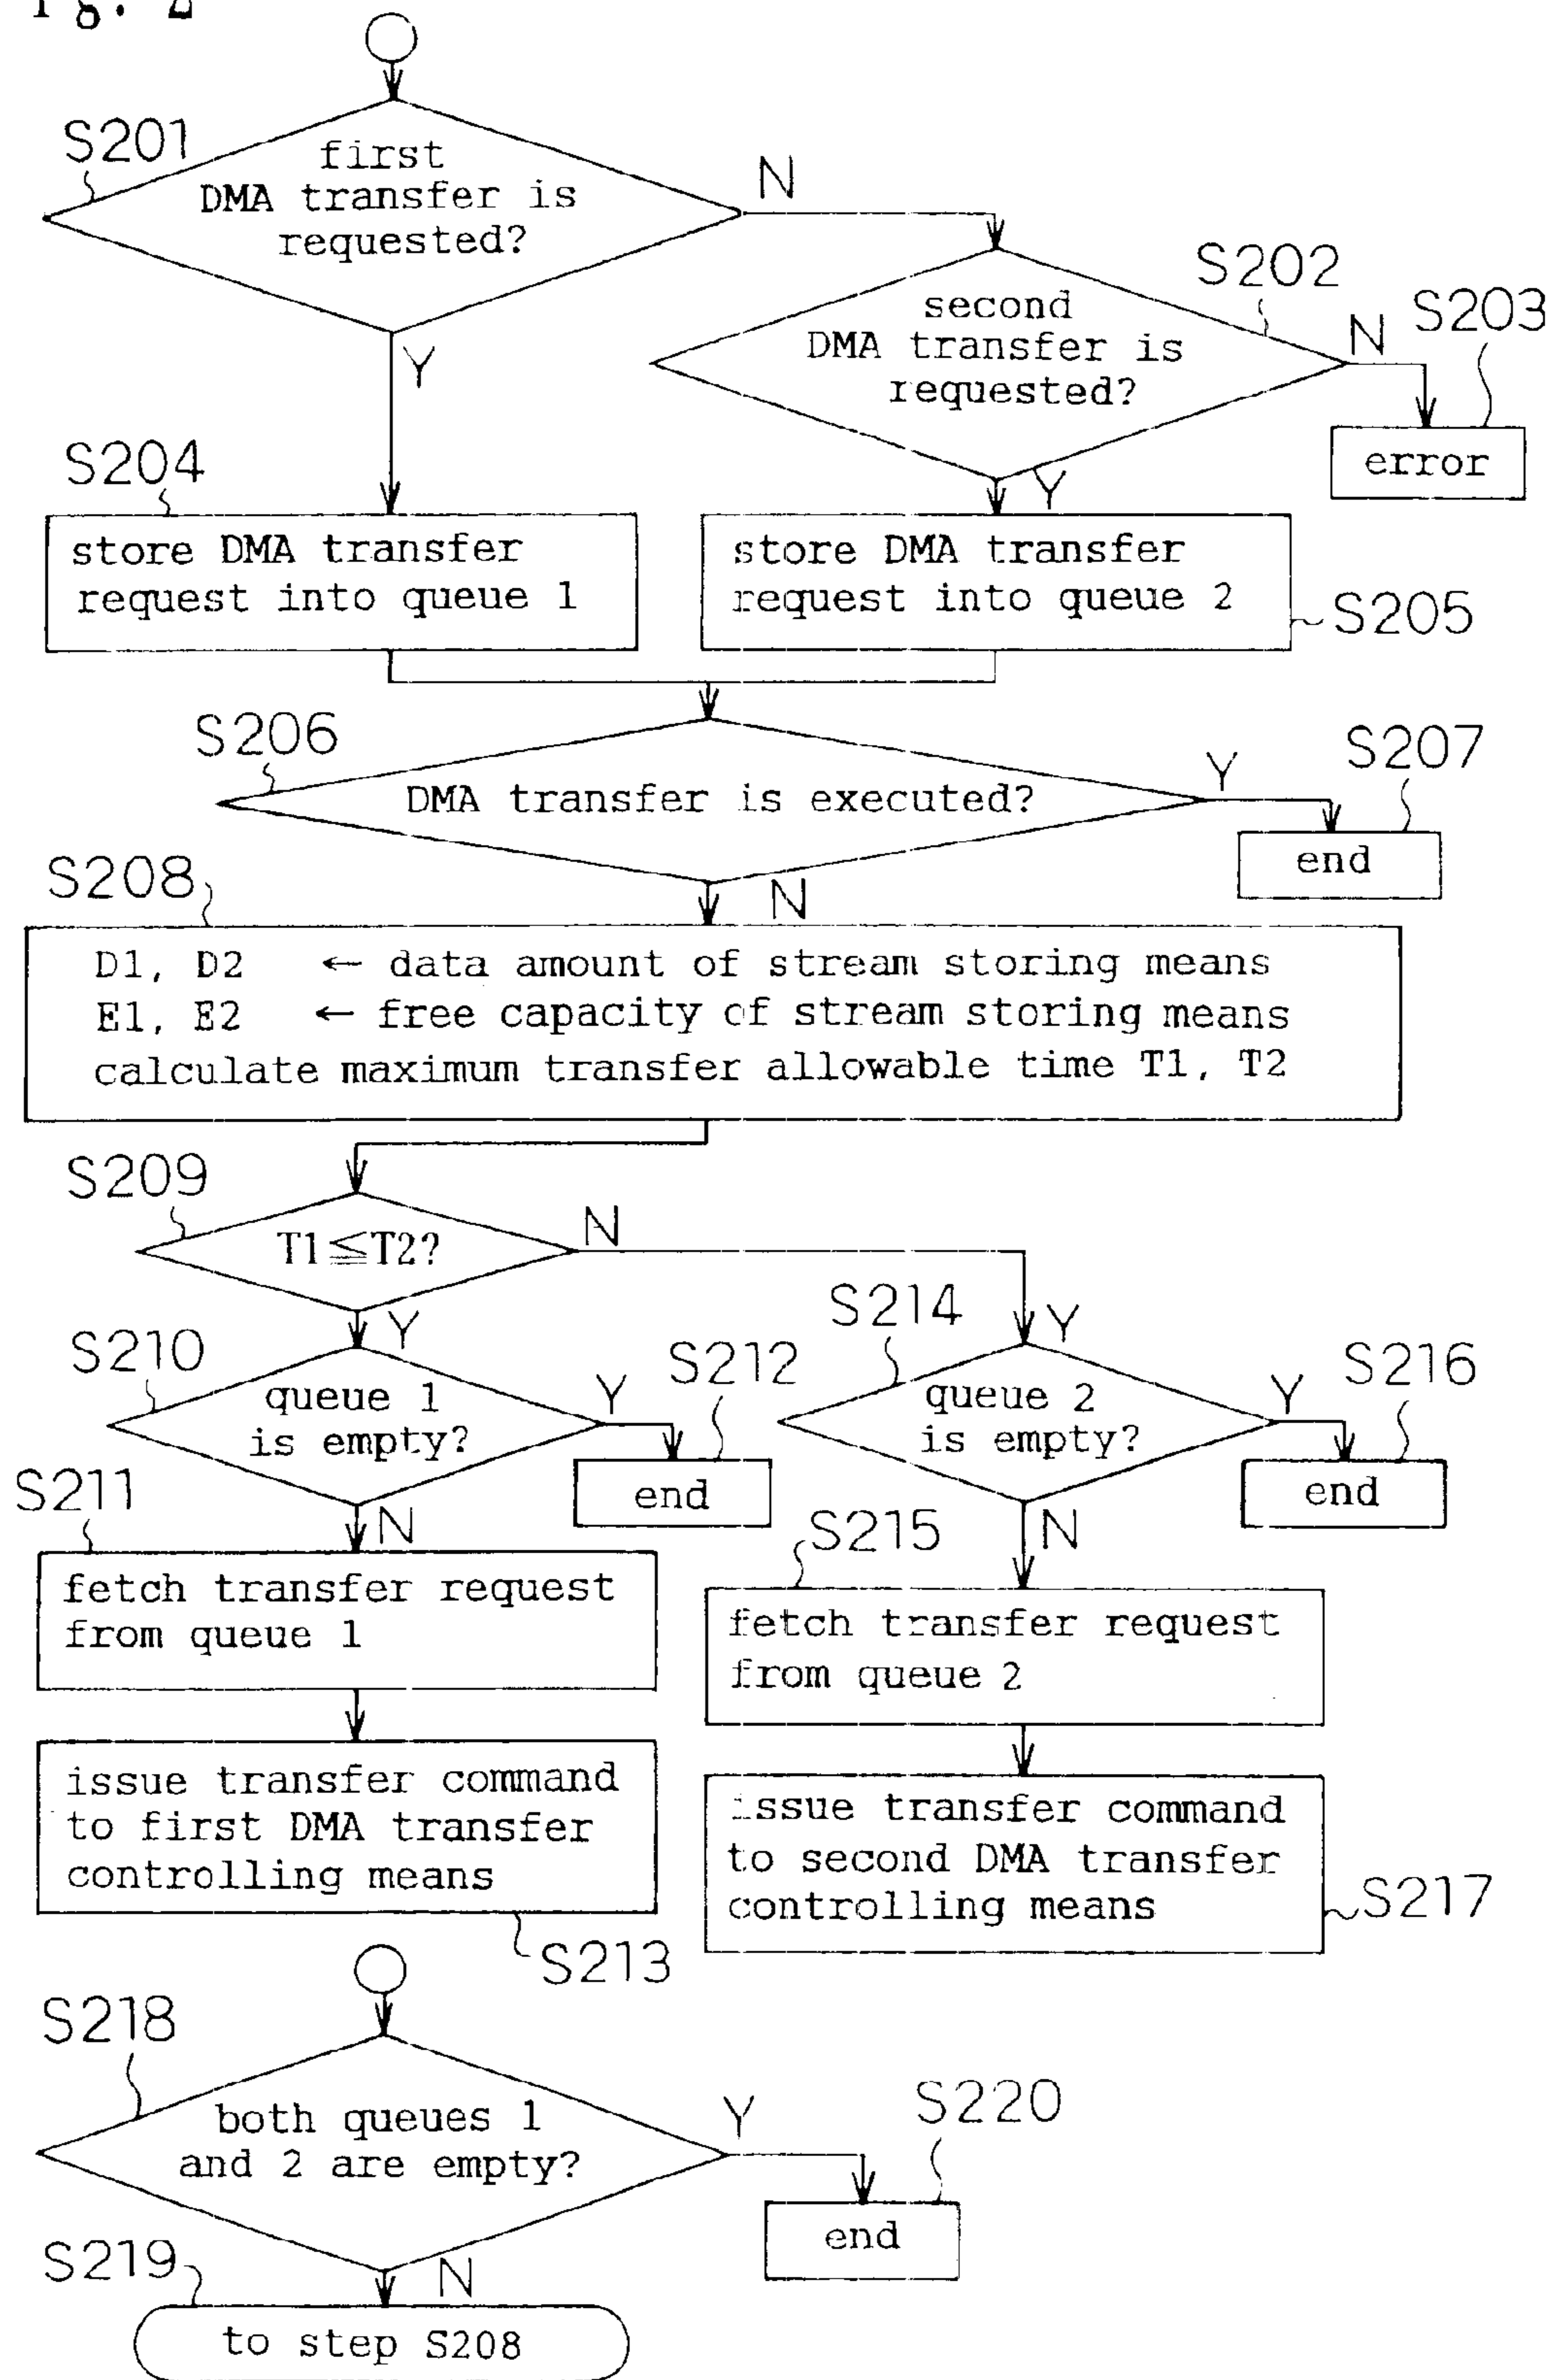 S201
first
DMA transfer is
requested?
N
Y
S202
second
DMA transfer is
requested?
N
S203
error
Y
S204
store DMA transfer
request into queue 1
store DMA transfer
request into queue 2
S205
S206
DMA transfer is executed?
Y
S207
end
N
S208
D1, D2 ← data amount of stream storing means
E1, E2 ← free capacity of stream storing means
calculate maximum transfer allowable time T1, T2
S209
T1≦T2?
N
Y
S210
queue 1
is empty?
Y
S212
end
N
S214
Y
queue 2
is empty?
Y
S216
end
N
S211
fetch transfer request
from queue 1
S215
fetch transfer request
from queue 2
issue transfer command
to first DMA transfer
controlling means
S213
issue transfer command
to second DMA transfer
controlling means
S217
S218
both queues 1
and 2 are empty?
Y
S220
end
N
S219
to step S208